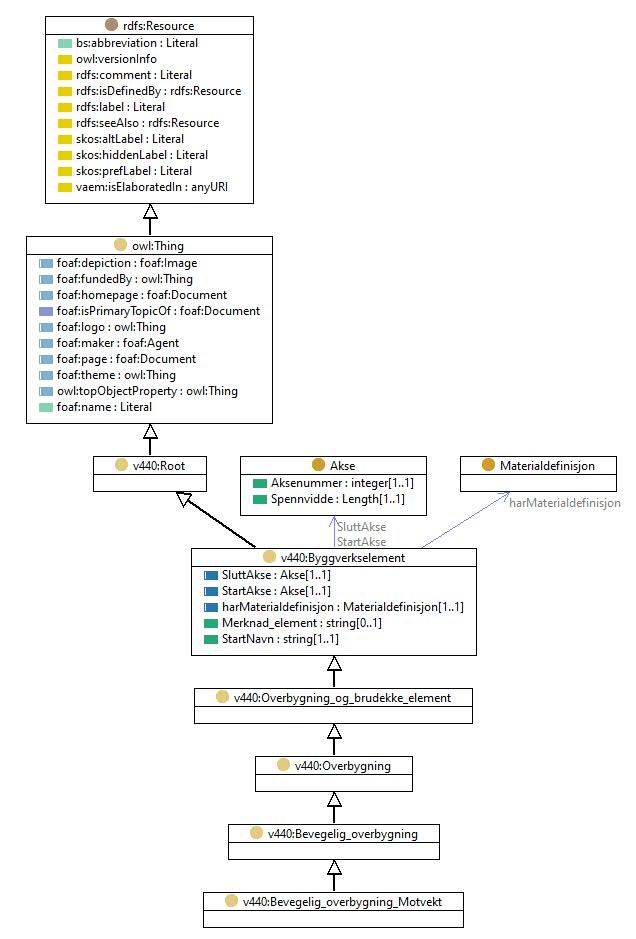 rdfs:Resource
bs:abbreviation : Literal
owl:versionInfo
rdfs:comment : Literal
rdfs:isDefinedBy : rdfs:Resource
rdfs:label : Literal
rdfs:seeAlso : rdfs:Resource
skos:altLabel : Literal
skos:hiddenLabel : Literal
skos:prefLabel : Literal
vaem:isElaboratedIn : anyURI
owl:Thing
foaf:depiction : foaf:Image
foaf:fundedBy : owl:Thing
foaf:homepage : foaf:Document
foaf:isPrimaryTopicOf : foaf:Document
foaf:logo : owl:Thing
foaf:maker : foaf:Agent
foaf:page : foaf:Document
foaf:theme : owl:Thing
owl:topObjectProperty : owl:Thing
foaf:name : Literal
v440:Root
Akse
Aksenummer : integer[1..1]
Spennvidde : Length[1..1]
Materialdefinisjon
harMaterialdefinisjon
SluttAkse
StartAkse
v440:Byggverkselement
SluttAkse : Akse[1..1]
StartAkse : Akse[1..1]
harMaterialdefinisjon : Materialdefinisjon[1..1]
Merknad_element : string[0..1]
StartNavn : string[1..1]
v440:Overbygning_og_brudekke_element
v440:Overbygning
v440:Bevegelig_overbygning
v440:Bevegelig_overbygning_Motvekt